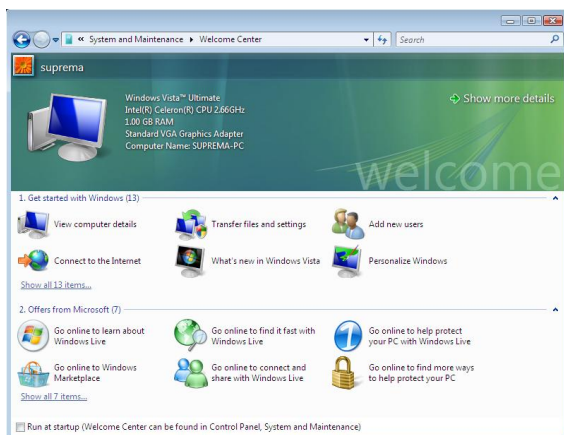 « System and Maintenance ▸ Welcome Center
Search
suprema
Windows Vista™ Ultimate
Intel(R) Celeron(R) CPU 2.66GHz
1.00 GB RAM
Standard VGA Graphics Adapter
Computer Name: SUPREMA-PC
Show more details
welcome
1. Get started with Windows (13)
View computer details
Transfer files and settings
Add new users
Connect to the Internet
What's new in Windows Vista
Personalize Windows
Show all 13 items...
2. Offers from Microsoft (7)
Go online to learn about
Windows Live
Go online to find it fast with
Windows Live
Go online to help protect
your PC with Windows Live
Go online to Windows
Marketplace
Go online to connect and
share with Windows Live
Go online to find more ways
to help protect your PC
Show all 7 items...
Run at startup (Welcome Center can be found in Control Panel, System and Maintenance)